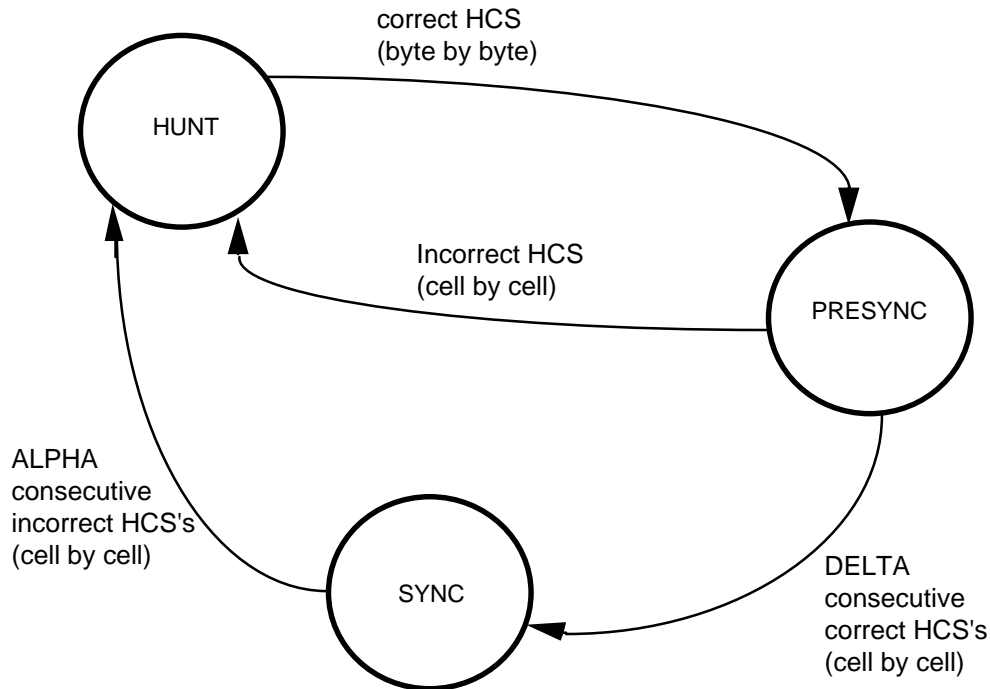 correct HCS
(byte by byte)
HUNT
Incorrect HCS
(cell by cell)
PRESYNC
ALPHA
consecutive
incorrect HCS's
(cell by cell)
SYNC
DELTA
consecutive
correct HCS's
(cell by cell)